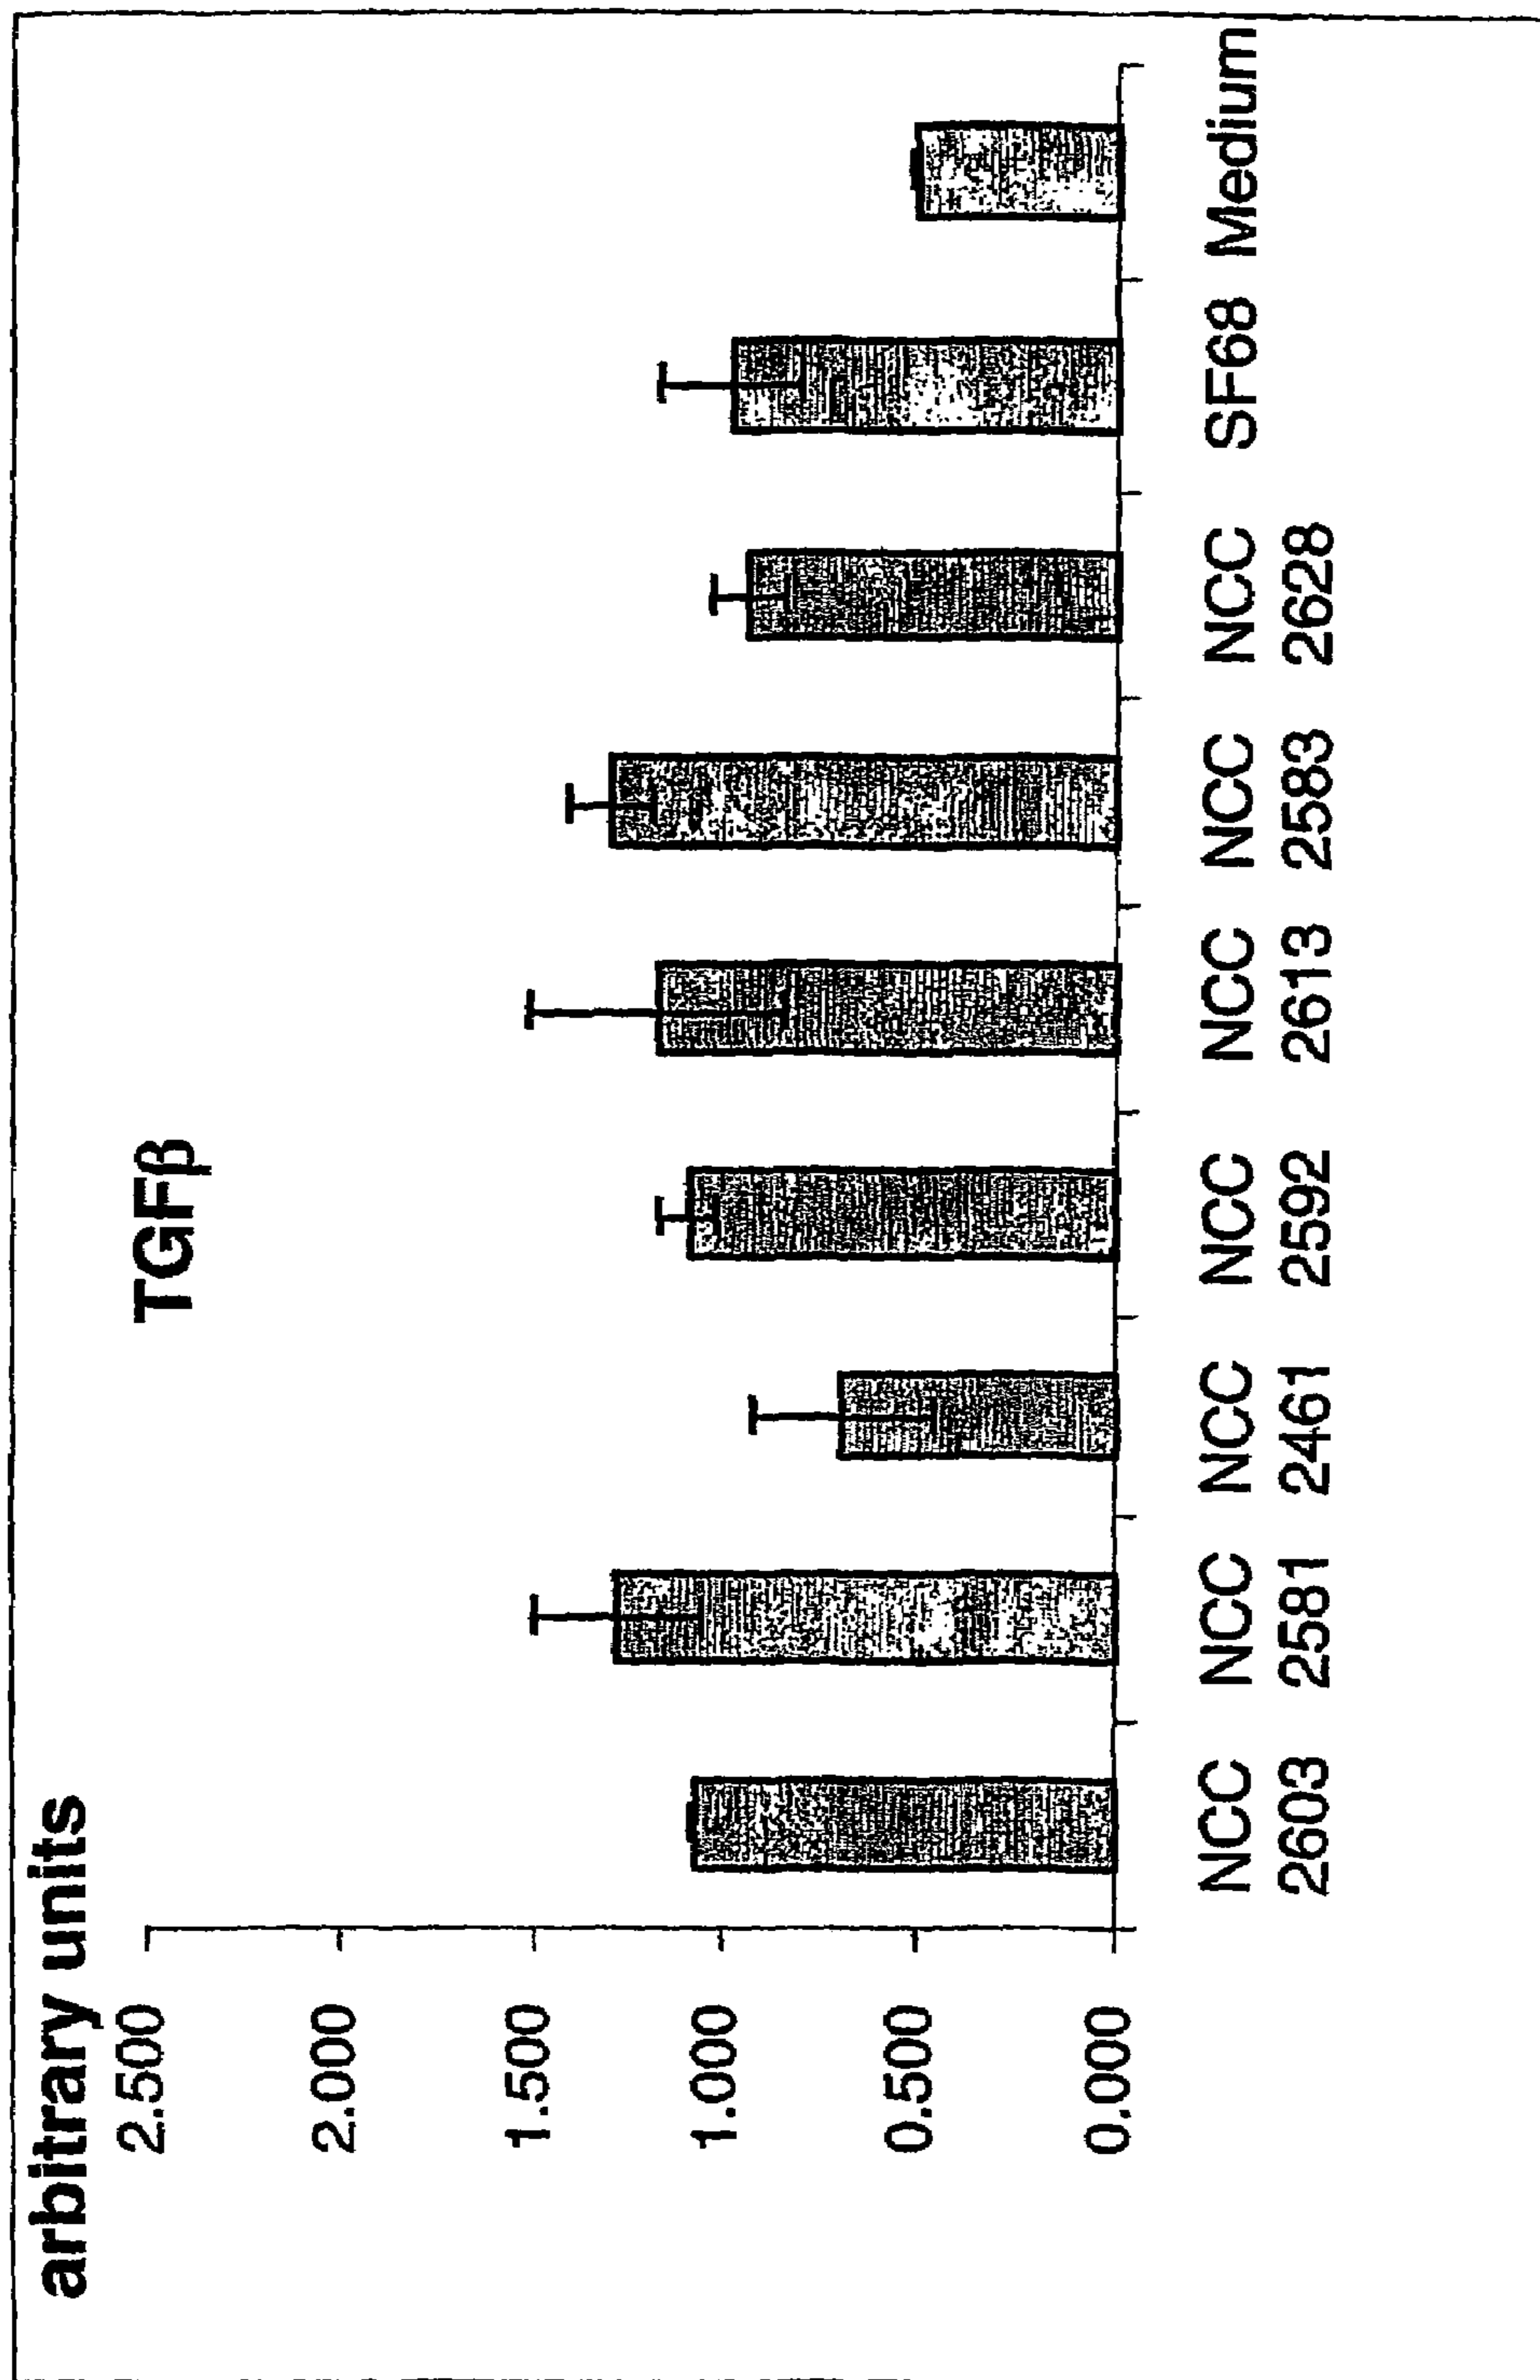 arbitrary units
TGFβ
2.500
2.000
1.500
1.000
0.500
0.000
NCC NCC NCC NCC NCC NCC NCC SF68 Medium
2603 2581 2461 2592 2613 2583 2628